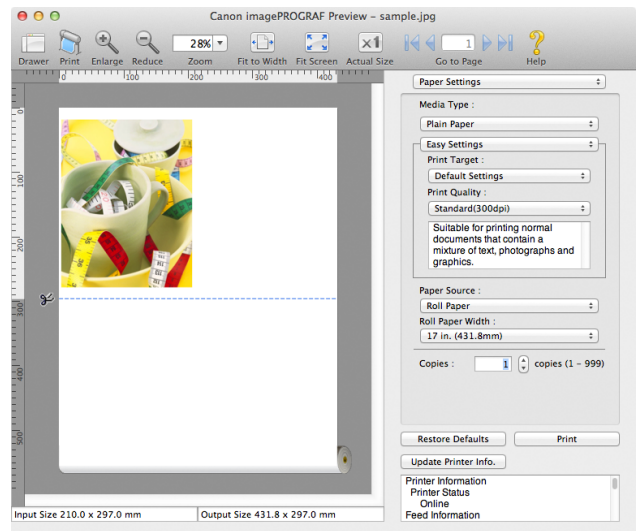 Canon imagePROGRAF Preview – sample.jpg
28%
1
Drawer Print Enlarge Reduce Zoom Fit to Width Fit Screen Actual Size Go to Page Help
0 100 200 300 400
0
100
200
300
400
500
Paper Settings
Media Type :
Plain Paper
Easy Settings
Print Target :
Default Settings
Print Quality :
Standard(300dpi)
Suitable for printing normal
documents that contain a
mixture of text, photographs and
graphics.
Paper Source :
Roll Paper
Roll Paper Width :
17 in. (431.8mm)
Copies : 1 copies (1 – 999)
Restore Defaults Print
Update Printer Info.
Printer Information
Printer Status
Online
Feed Information
Input Size 210.0 x 297.0 mm Output Size 431.8 x 297.0 mm